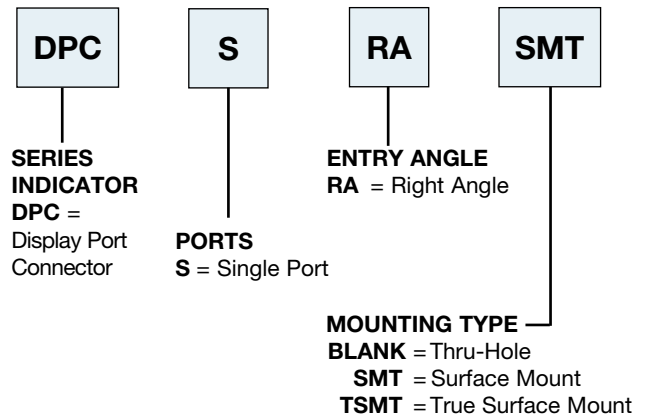 DPC S RA SMT
SERIES
INDICATOR
DPC =
Display Port
Connector
PORTS
S = Single Port
ENTRY ANGLE
RA = Right Angle
MOUNTING TYPE
BLANK = Thru-Hole
SMT = Surface Mount
TSMT = True Surface Mount